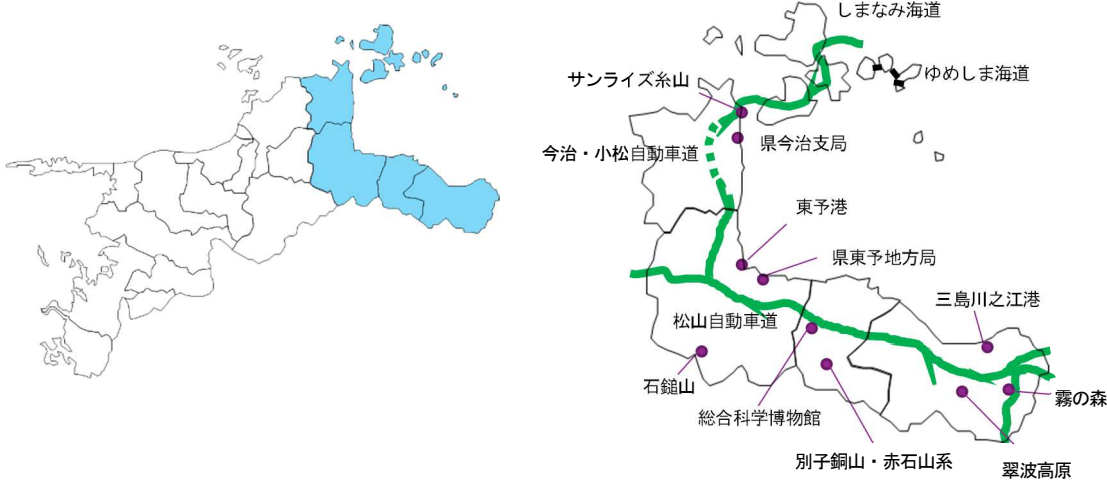 しまなみ海道
ゆめしま海道
サンライズ糸山
県今治支局
今治・小松自動車道
東予港
県東予地方局
三島川之江港
松山自動車道
石鎚山
霧の森
総合科学博物館
別子銅山・赤石山系
翠波高原